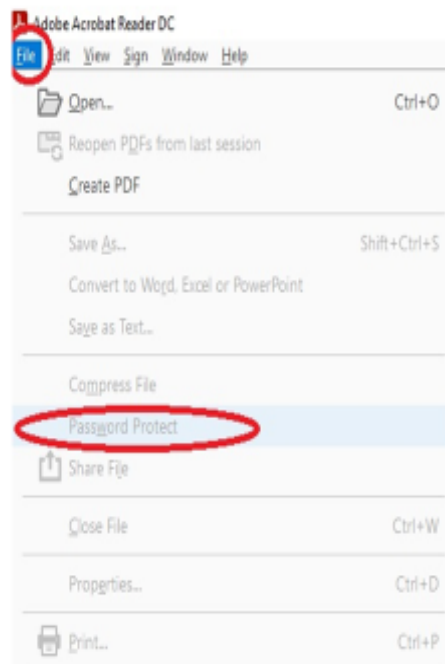 Adobe Acrobat Reader DC
File Edit View Sign Window Help
Open... Ctrl+O
Reopen PDFs from last session
Create PDF
Save As... Shift+Ctrl+S
Convert to Word, Excel or PowerPoint
Save as Text...
Compress File
Password Protect
Share File
Close File Ctrl+W
Properties... Ctrl+D
Print... Ctrl+P